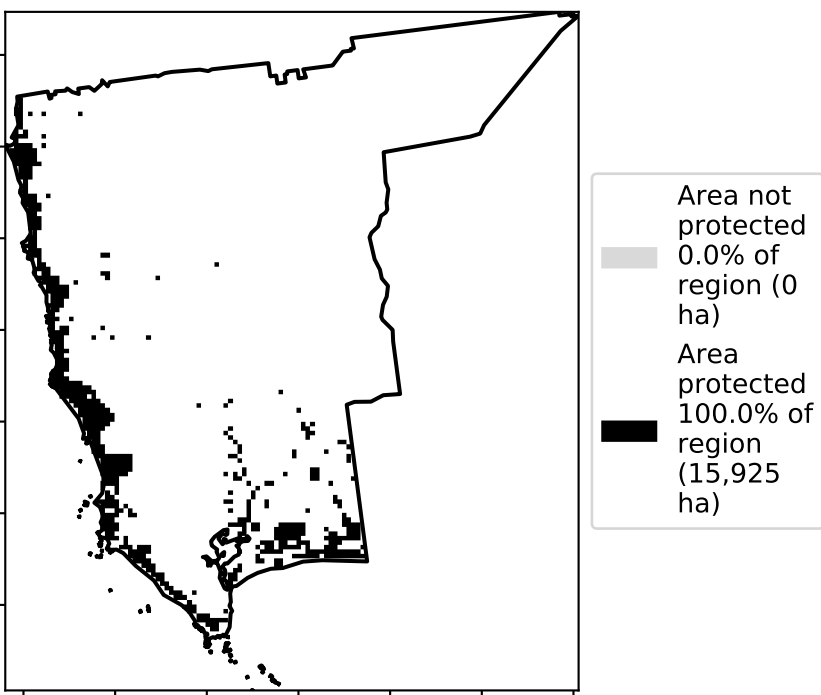 Area not
protected
0.0% of
region (0
ha)
Area
protected
100.0% of
region
(15,925
ha)